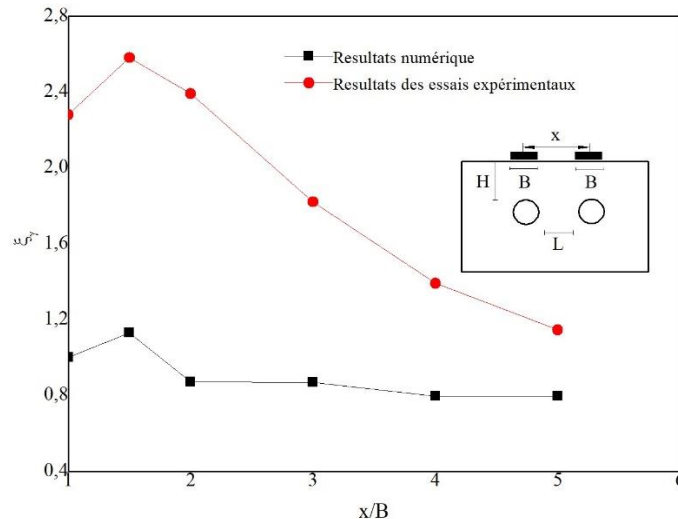 2,8
2,4
2,0
1,6
1,2
0,8
0,4
ξγ
Resultats numérique
Resultats des essais expérimentaux
x
H
B
B
L
1
2
3
4
5
6
x/B